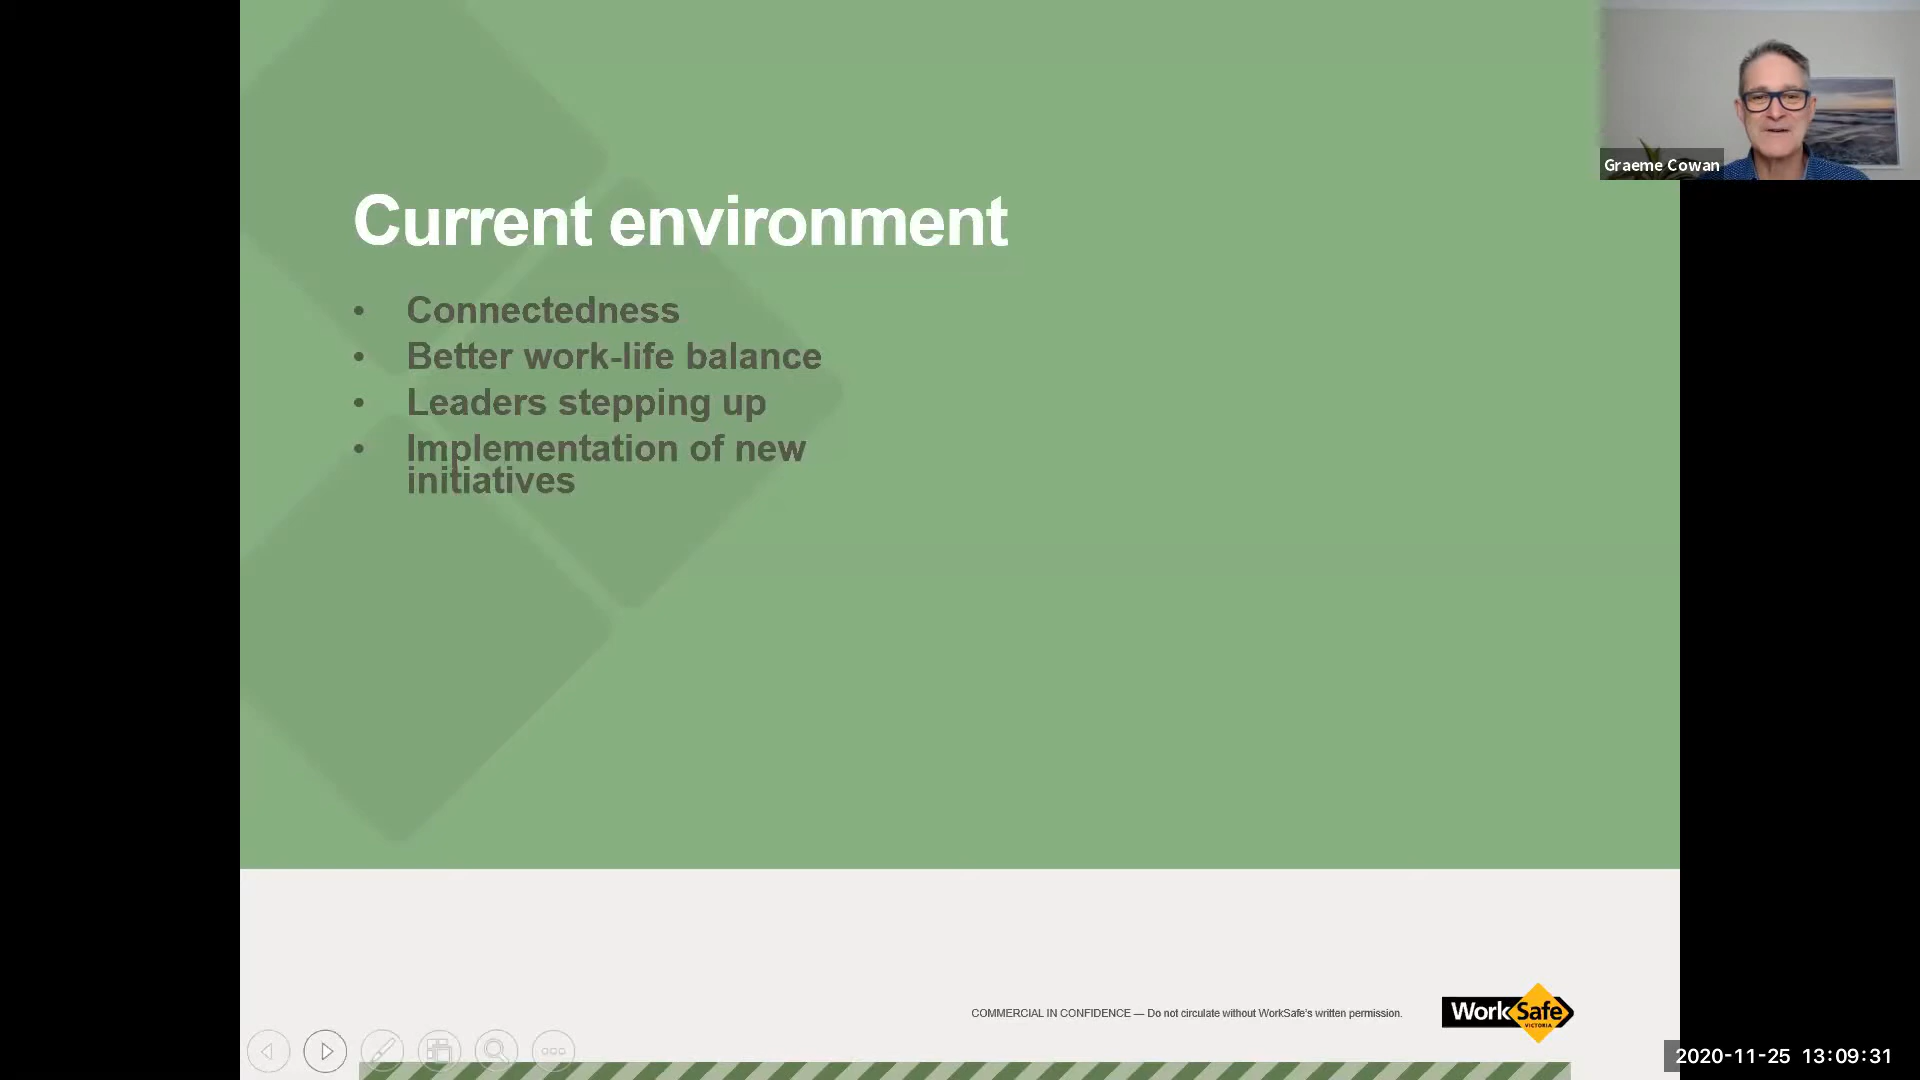 Current environment
• Connectedness
• Better work-life balance
• Leaders stepping up
• Implementation of new
initiatives
Graeme Cowan
COMMERCIAL IN CONFIDENCE — Do not circulate without WorkSafe's written permission.
WorkSafe
VICTORIA
2020-11-25 13:09:31